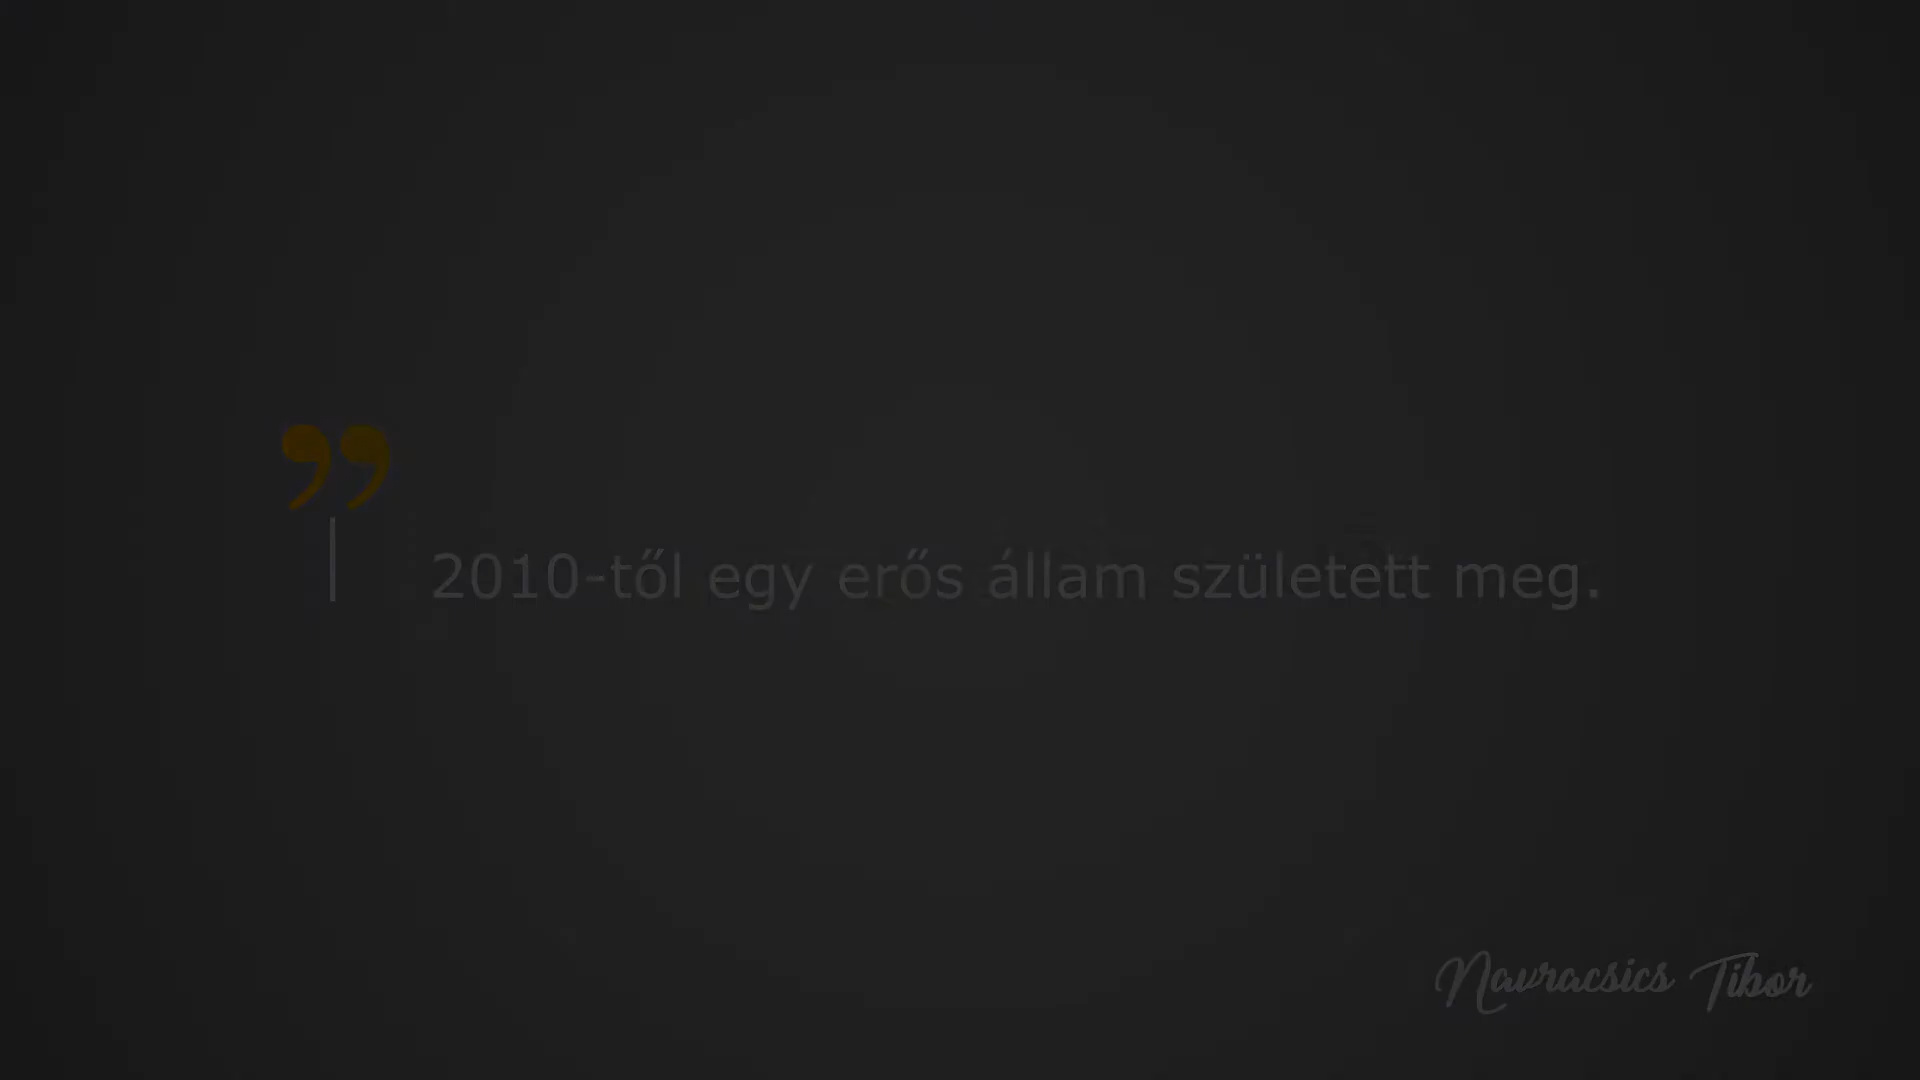 ”
2010-től egy erős állam született meg.
Navracsics Tibor